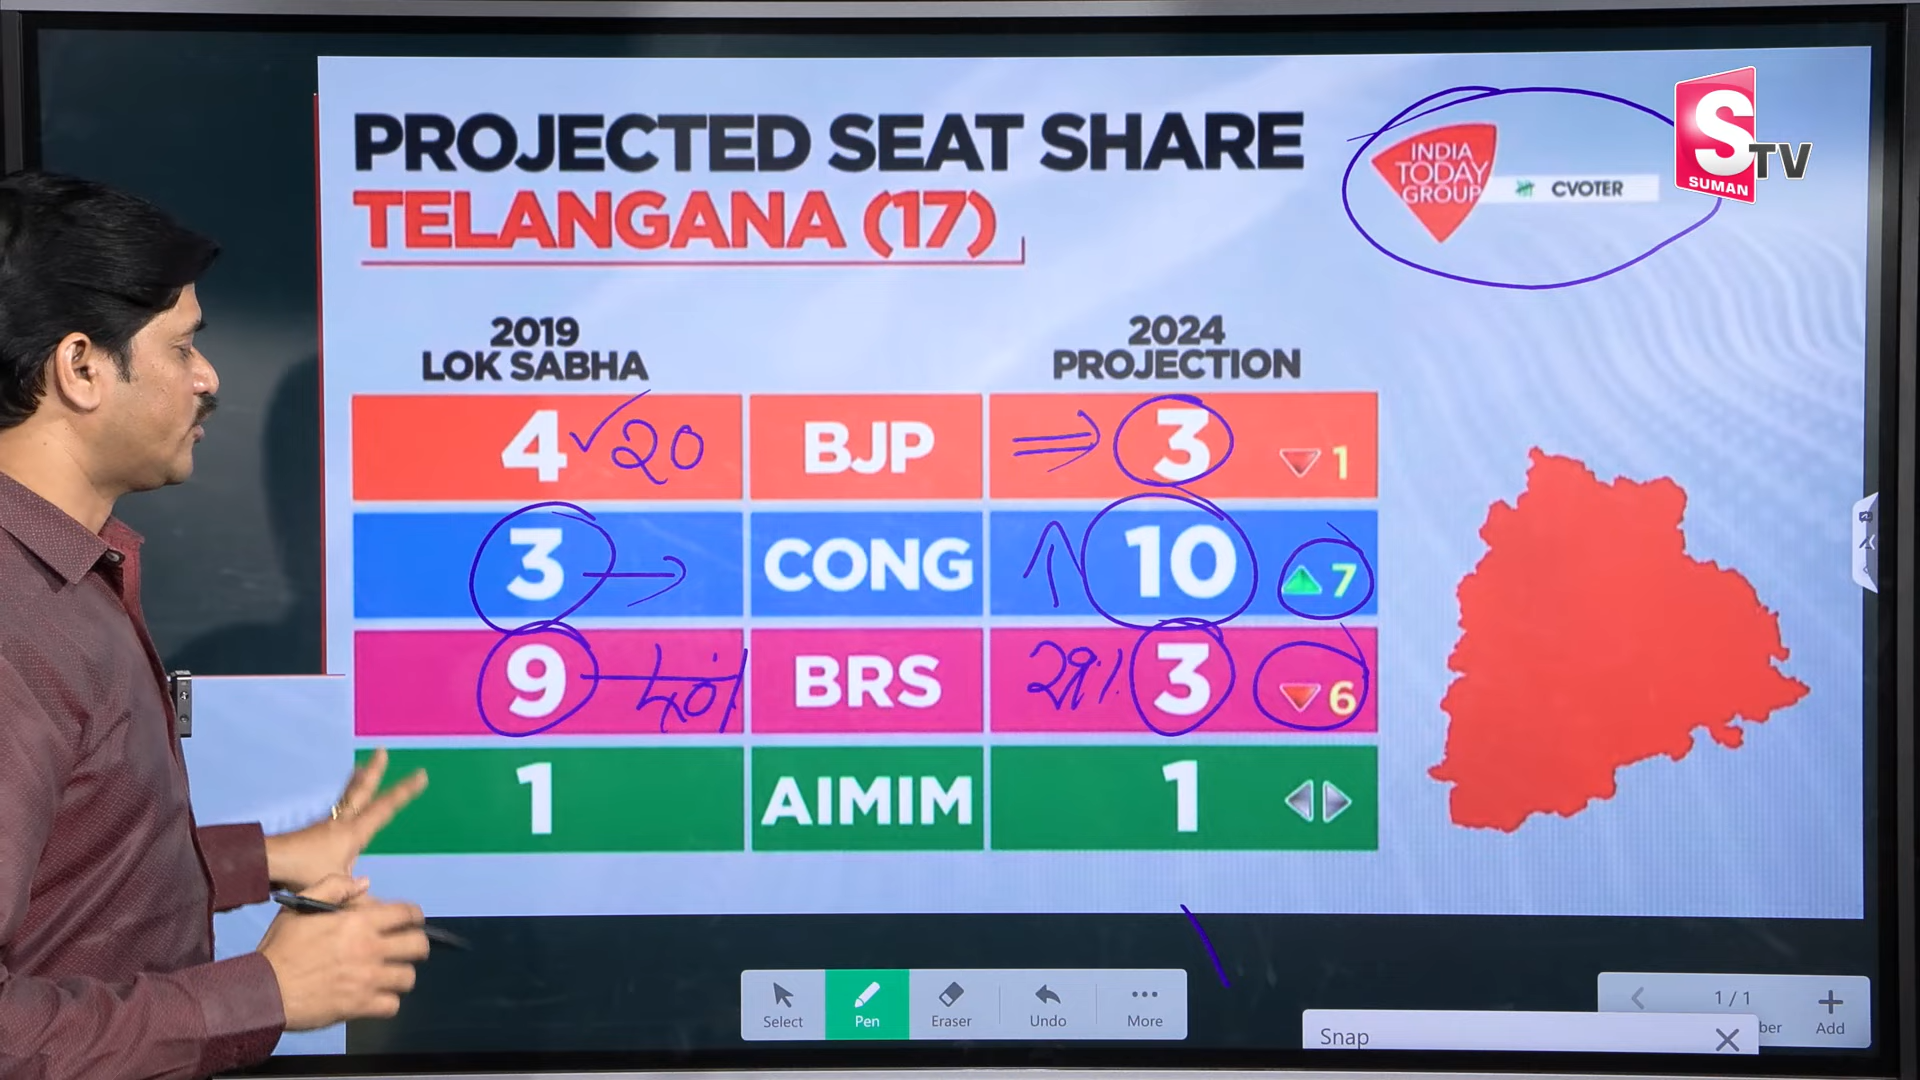 PROJECTED SEAT SHARE
TELANGANA (17)
INDIA
TODAY
GROUP
CVOTER
S
TV
SUMAN
2019
LOK SABHA
2024
PROJECTION
4 20 BJP 3 1
3 CONG 10 7
9 40% BRS 29% 3 6
1 AIMIM 1
Select
Pen
Eraser
Undo
More
1 / 1
Add
Snap